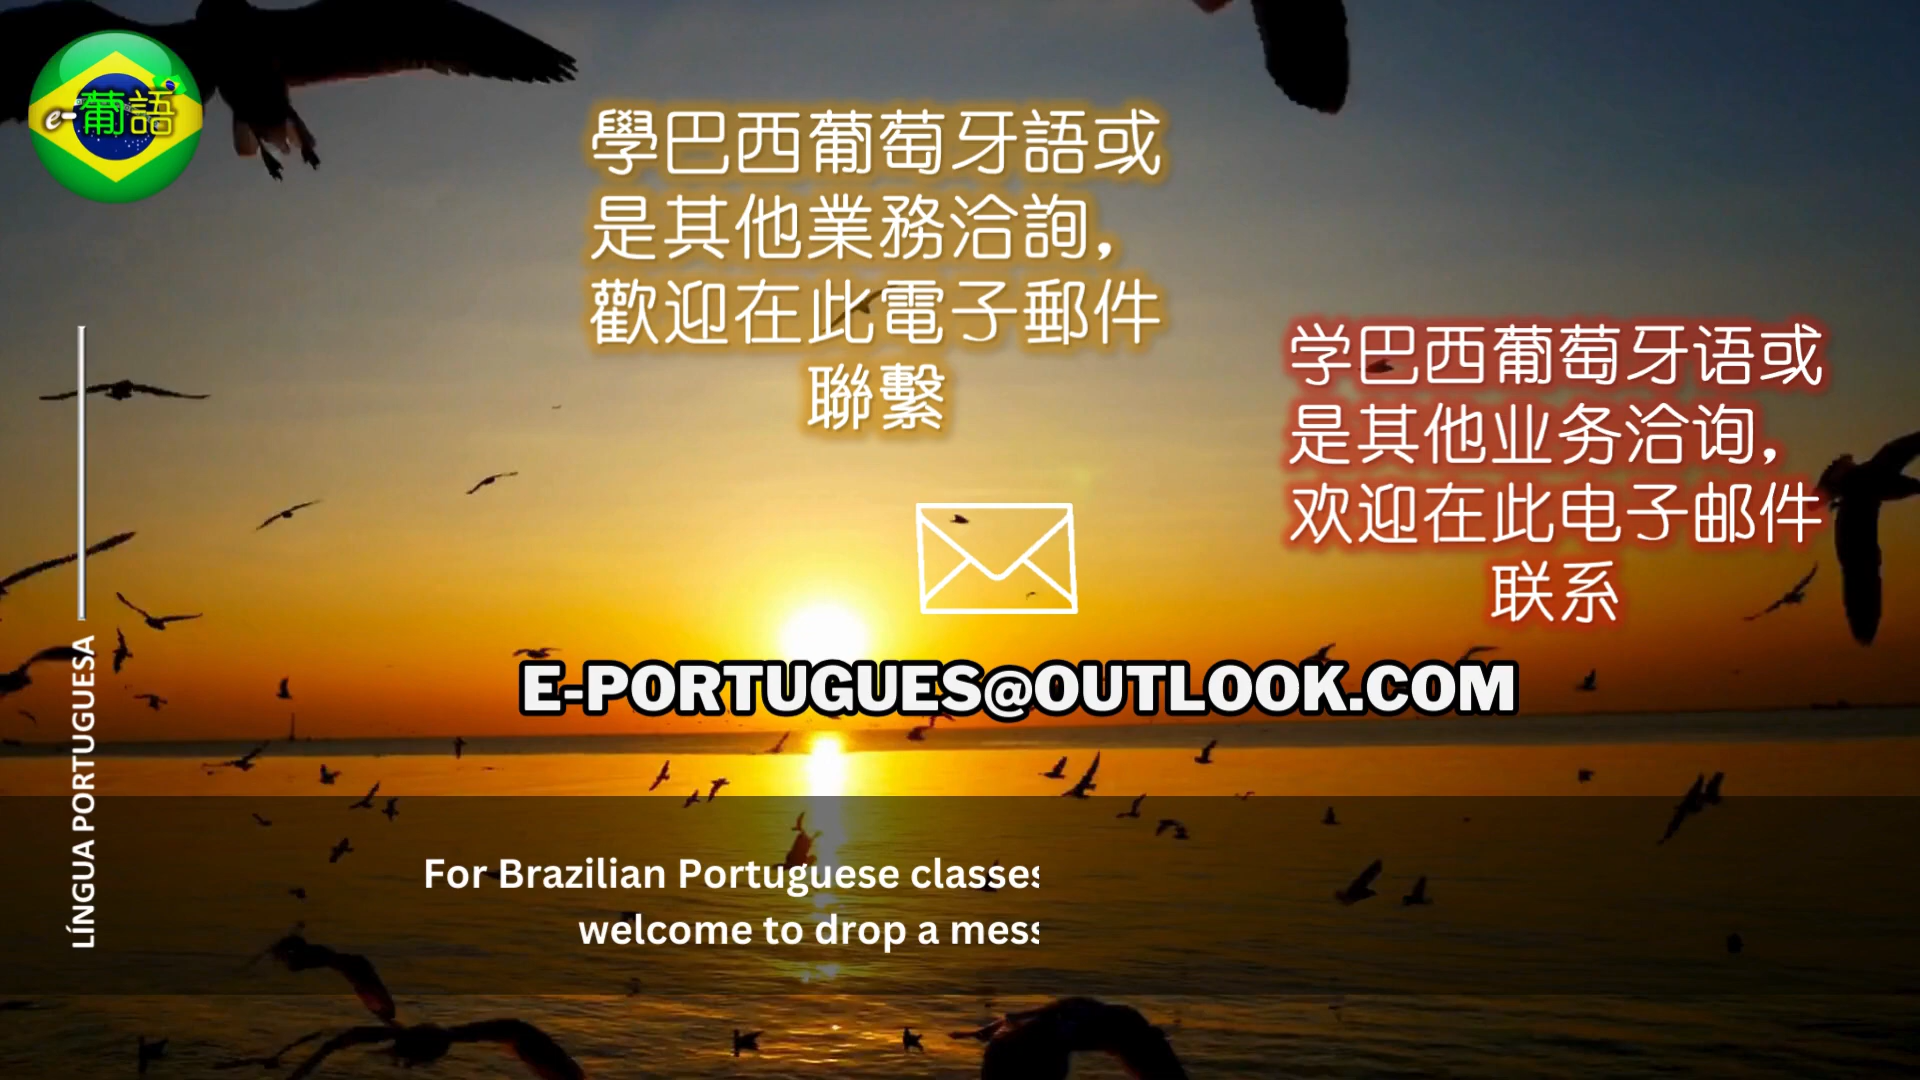 e-葡語
學巴西葡萄牙語或
是其他業務洽詢，
歡迎在此電子郵件
聯繫
学巴西葡萄牙语或
是其他业务洽询，
欢迎在此电子邮件
联系
E-PORTUGUES@OUTLOOK.COM
LÍNGUA PORTUGUESA
For Brazilian Portuguese classes
welcome to drop a mess